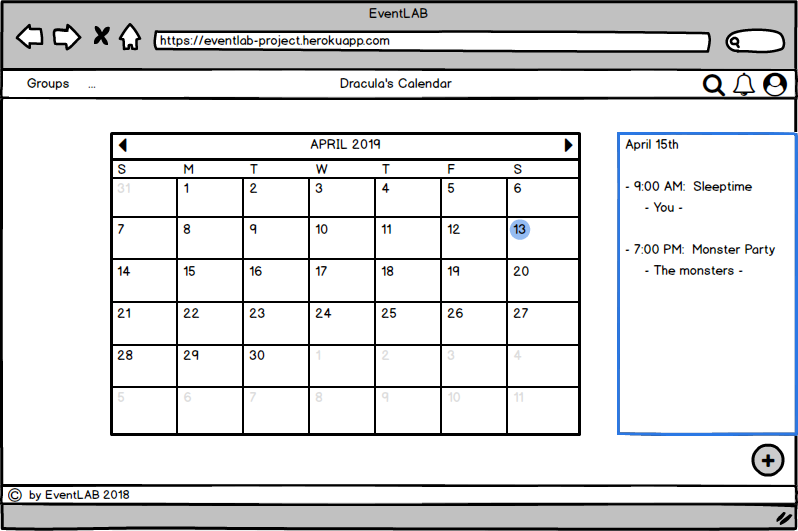 EventLAB
https://eventlab-project.herokuapp.com
Groups ... Dracula's Calendar
APRIL 2019
S M T W T F S
31 1 2 3 4 5 6
7 8 9 10 11 12 13
14 15 16 17 18 19 20
21 22 23 24 25 26 27
28 29 30 1 2 3 4
5 6 7 8 9 10 11
April 15th
- 9:00 AM: Sleeptime
- You -
- 7:00 PM: Monster Party
- The monsters -
© by EventLAB 2018